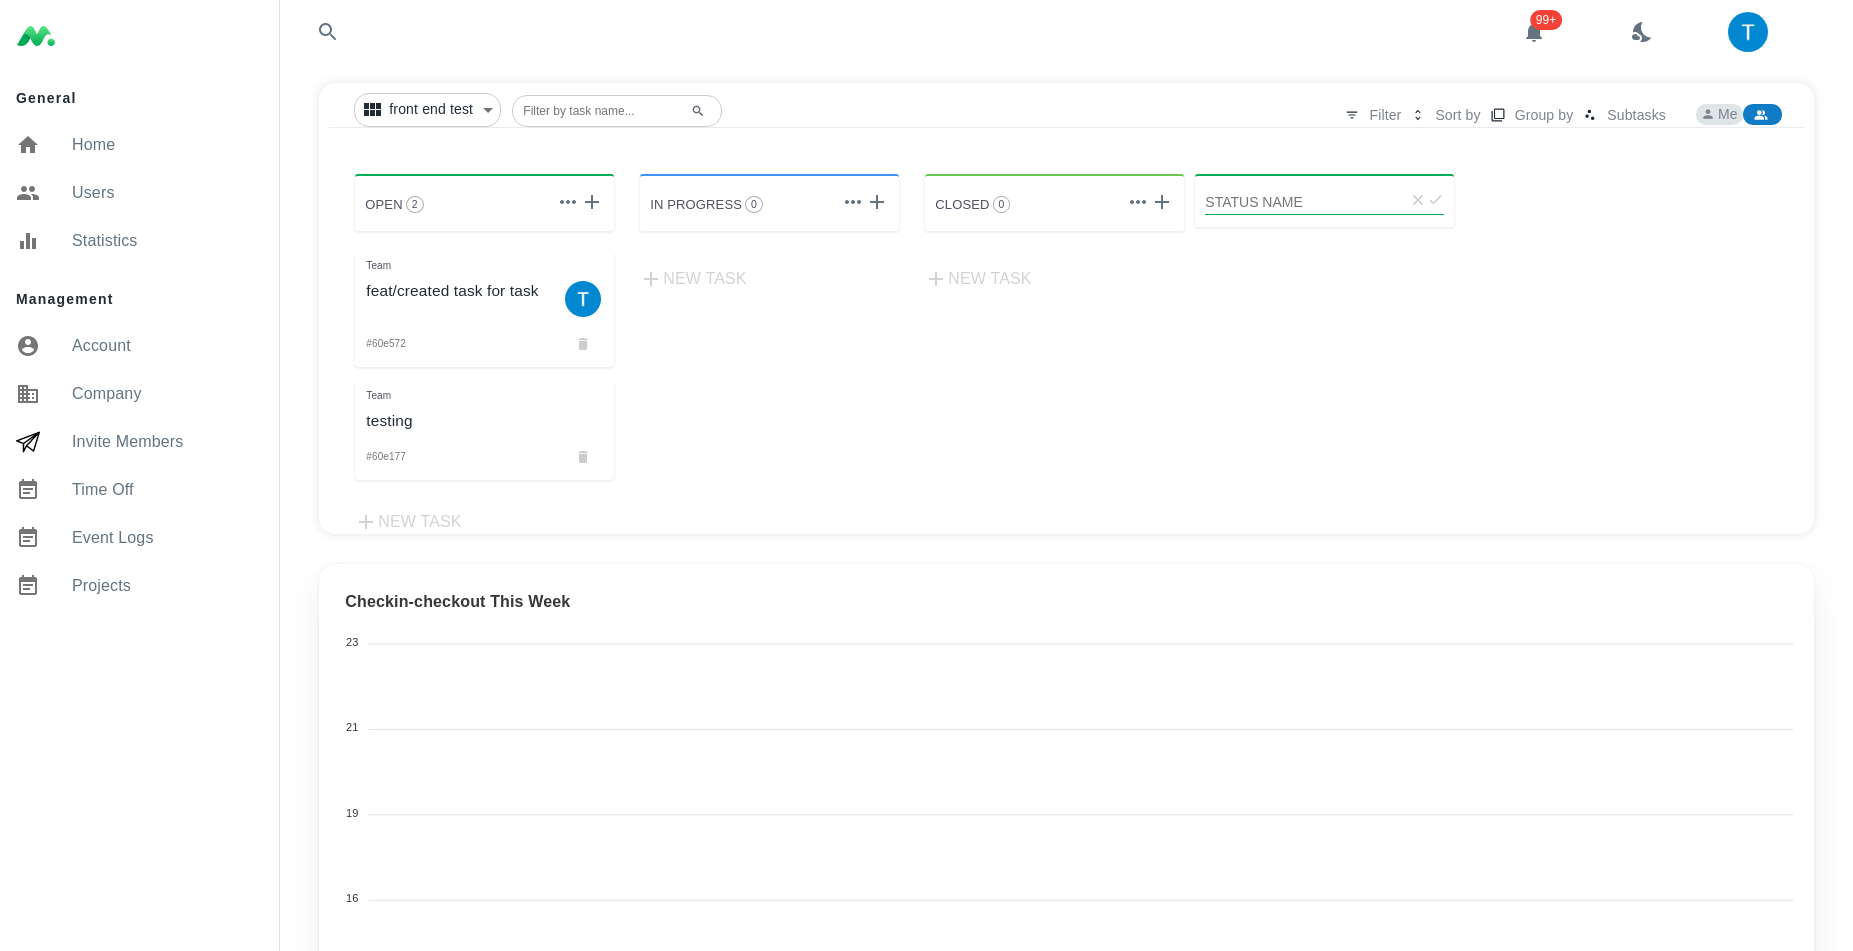 General
Home
Users
Statistics
Management
Account
Company
Invite Members
Time Off
Event Logs
Projects
99+
T
front end test
Filter by task name...
Filter
Sort by
Group by
Subtasks
Me
OPEN 2
IN PROGRESS 0
CLOSED 0
STATUS NAME
Team
feat/created task for task
T
#60e572
Team
testing
#60e177
NEW TASK
NEW TASK
NEW TASK
Checkin-checkout This Week
23
21
19
16